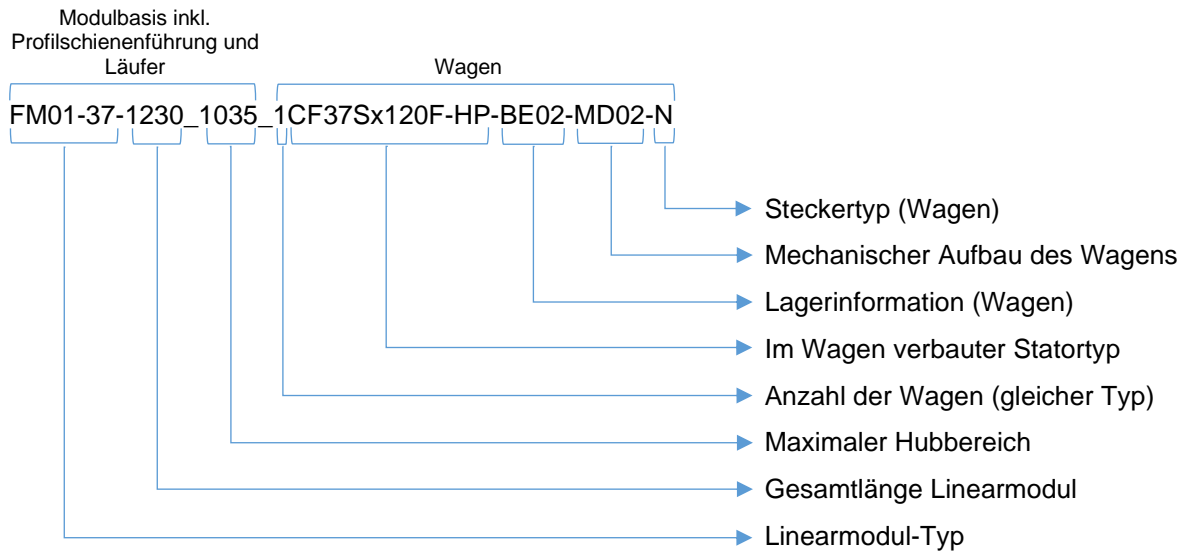 Modulbasis inkl.
Profilschienenführung und
Läufer
Wagen
FM01-37-1230_1035_1CF37Sx120F-HP-BE02-MD02-N
Steckertyp (Wagen)
Mechanischer Aufbau des Wagens
Lagerinformation (Wagen)
Im Wagen verbauter Statortyp
Anzahl der Wagen (gleicher Typ)
Maximaler Hubbereich
Gesamtlänge Linearmodul
Linearmodul-Typ